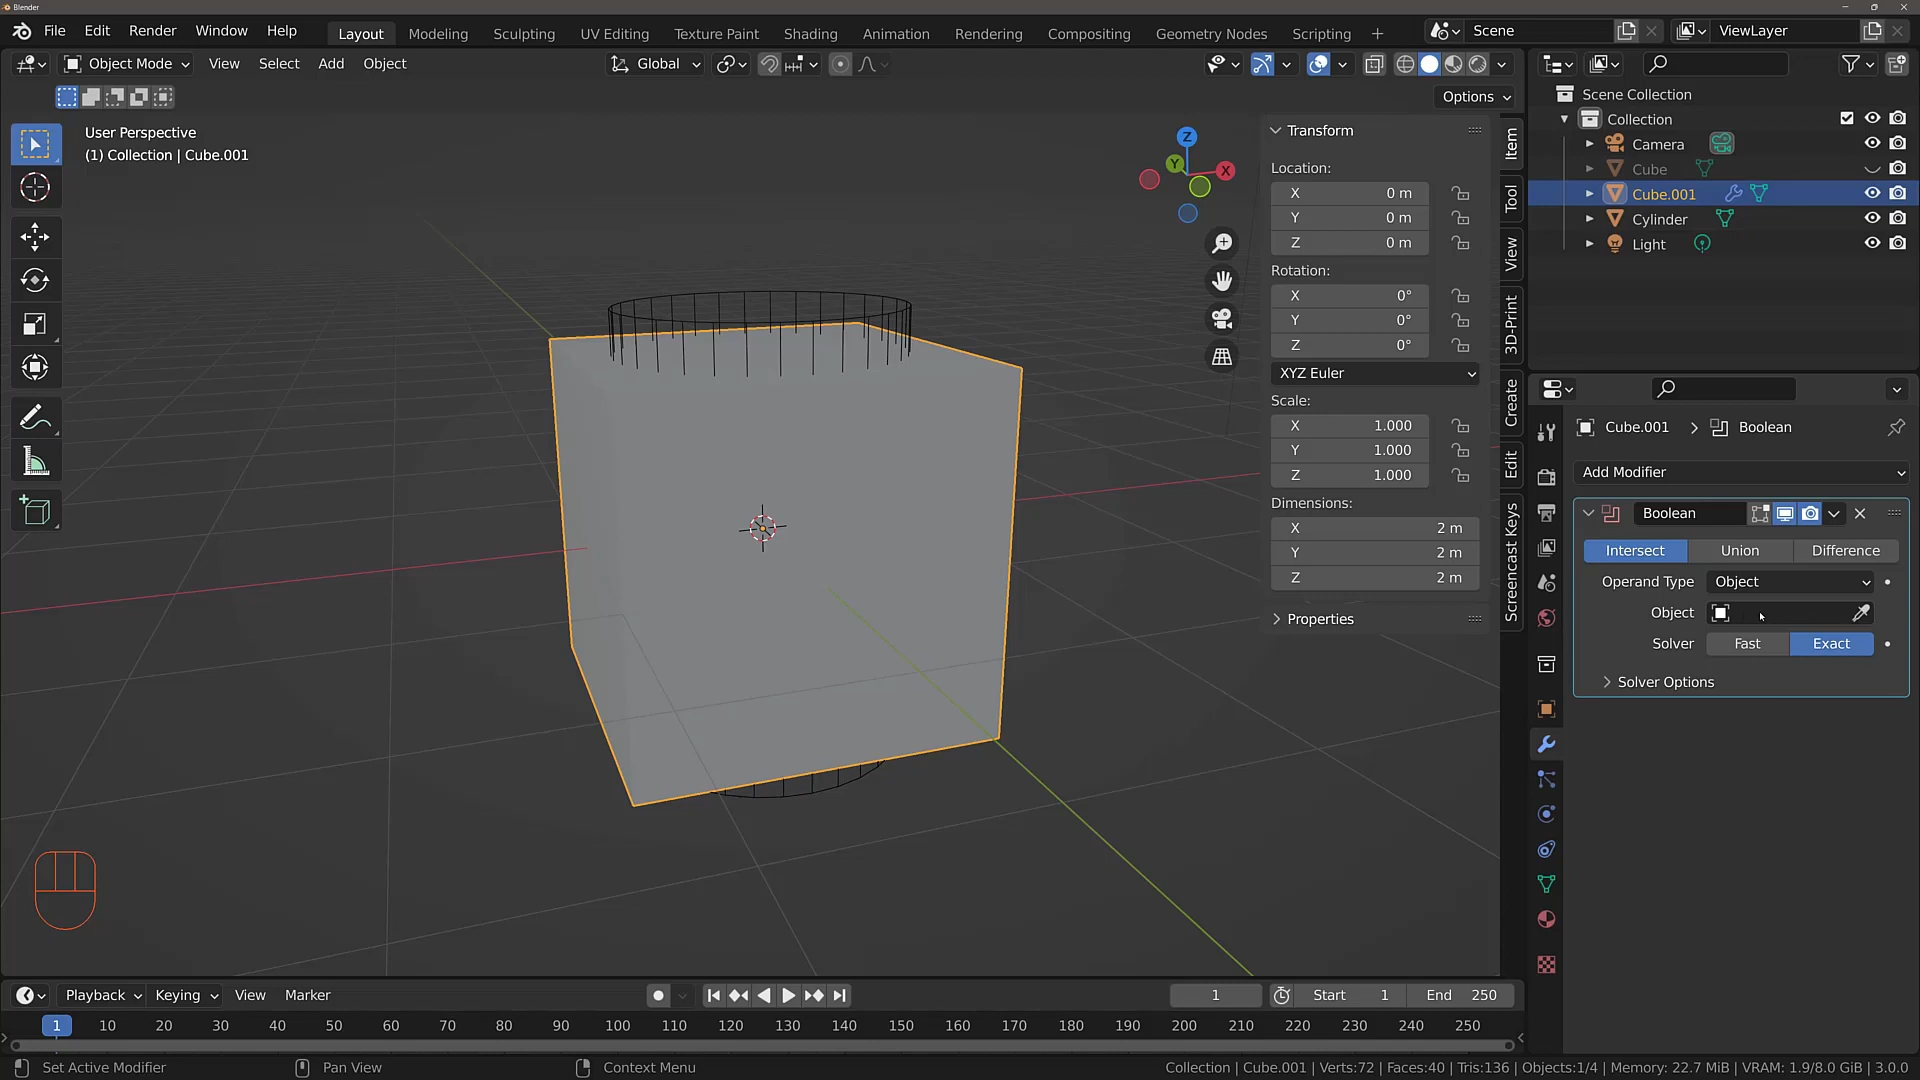 Blender
File Edit Render Window Help
Layout Modeling Sculpting UV Editing Texture Paint Shading Animation Rendering Compositing Geometry Nodes Scripting +
Scene
ViewLayer
Object Mode View Select Add Object
Global
Options
User Perspective
(1) Collection | Cube.001
Z
Y
X
Transform
Location:
X 0 m
Y 0 m
Z 0 m
Rotation:
X 0°
Y 0°
Z 0°
XYZ Euler
Scale:
X 1.000
Y 1.000
Z 1.000
Dimensions:
X 2 m
Y 2 m
Z 2 m
Properties
Item
Tool
View
3D-Print
Create
Edit
Screencast Keys
Scene Collection
Collection
Camera
Cube
Cube.001
Cylinder
Light
Cube.001 > Boolean
Add Modifier
Boolean
Intersect Union Difference
Operand Type Object
Object
Solver Fast Exact
Solver Options
Playback Keying View Marker
1
Start 1
End 250
1 10 20 30 40 50 60 70 80 90 100 110 120 130 140 150 160 170 180 190 200 210 220 230 240 250
Set Active Modifier
Pan View
Context Menu
Collection | Cube.001 | Verts:72 | Faces:40 | Tris:136 | Objects:1/4 | Memory: 22.7 MiB | VRAM: 1.9/8.0 GiB | 3.0.0